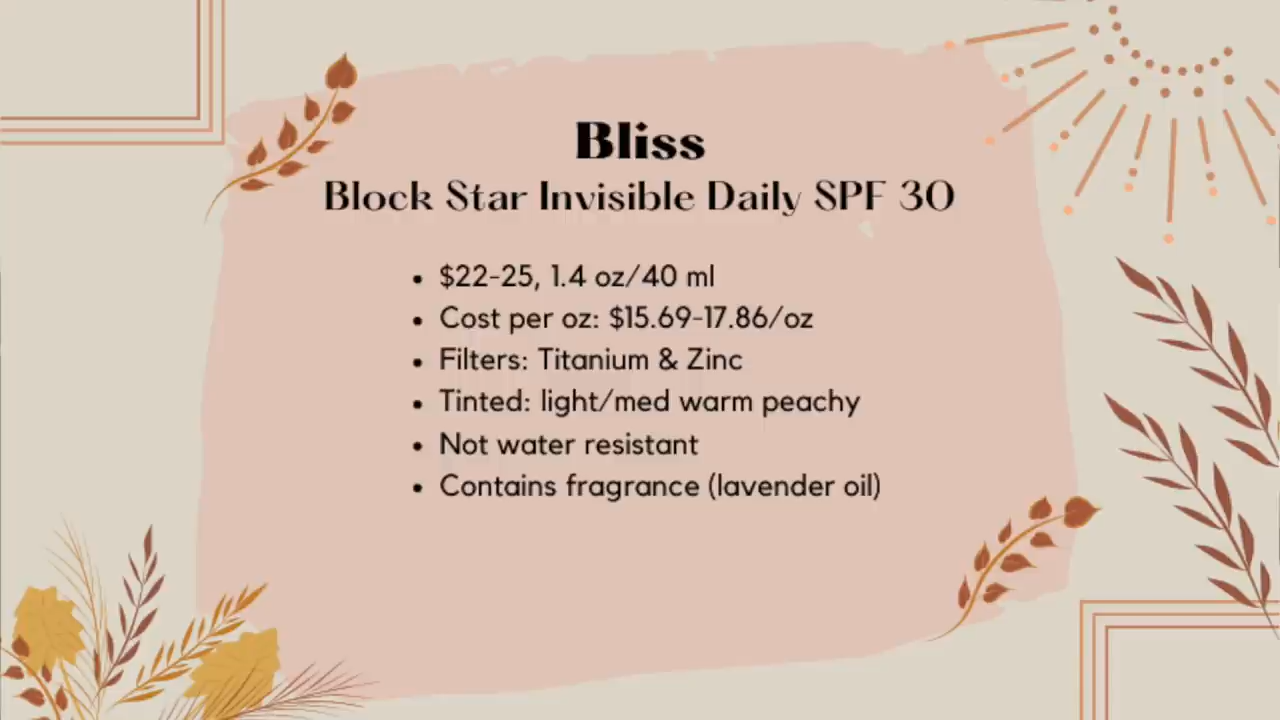 Bliss
Block Star Invisible Daily SPF 30
• $22-25, 1.4 oz/40 ml
• Cost per oz: $15.69-17.86/oz
• Filters: Titanium & Zinc
• Tinted: light/med warm peachy
• Not water resistant
• Contains fragrance (lavender oil)